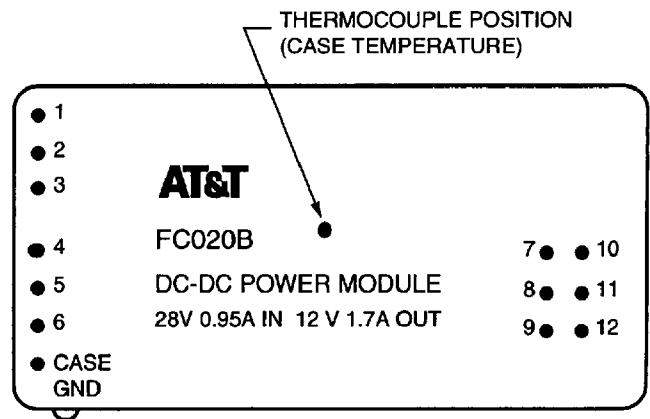 THERMOCOUPLE POSITION
(CASE TEMPERATURE)
1
2
3
AT&T
4
FC020B
7 10
5
DC-DC POWER MODULE
8 11
6
28V 0.95A IN 12 V 1.7A OUT
9 12
CASE
GND